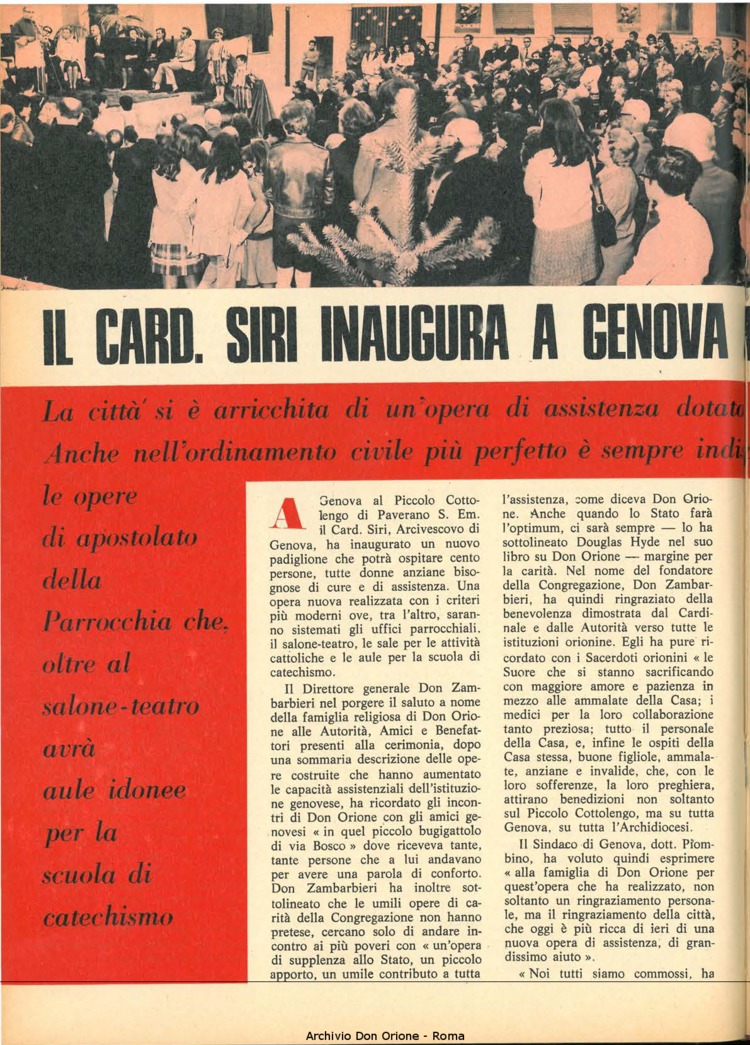 IL CARD. SIRI INAUGURA A GENOVA
La città si è arricchita di un'opera di assistenza
Anche nell'ordinamento civile più perfetto è sempre
le opere
di apostolato
della
Parrocchia che,
oltre al
salone-teatro
avrà
aule idonee
per la
scuola di
catechismo
A Genova al Piccolo Cotto-
lengo di Paverano S. Em.
il Card. Siri, Arcivescovo di
Genova, ha inaugurato un nuovo
padiglione che potrà ospitare cento
persone, tutte donne anziane biso-
gnose di cure e di assistenza. Una
opera nuova realizzata con i criteri
più moderni ove, tra l'altro, saran-
no sistemati gli uffici parrocchiali.
il salone-teatro, le sale per le attività
cattoliche e le aule per la scuola di
catechismo.
Il Direttore generale Don Zam-
barbieri nel porgere il saluto a nome
della famiglia religiosa di Don Orio-
ne alle Autorità, Amici e Benefat-
tori presenti alla cerimonia, dopo
una sommaria descrizione delle ope-
re costruite che hanno aumentato
le capacità assistenziali dell'istituzio-
ne genovese, ha ricordato gli incon-
tri di Don Orione con gli amici ge-
novesi « in quel piccolo bugigattolo
di via Bosco » dove riceveva tante,
tante persone che a lui andavano
per avere una parola di conforto.
Don Zambarbieri ha inoltre sot-
tolineato che le umili opere di ca-
rità della Congregazione non hanno
pretese, cercano solo di andare in-
contro ai più poveri con « un'opera
di supplenza allo Stato, un piccolo
apporto, un umile contributo a tutta
l'assistenza, come diceva Don Orio-
ne. Anche quando lo Stato farà
l'optimum, ci sarà sempre — lo ha
sottolineato Douglas Hyde nel suo
libro su Don Orione — margine per
la carità. Nel nome del fondatore
della Congregazione, Don Zambar-
bieri, ha quindi ringraziato della
benevolenza dimostrata dal Cardi-
nale e dalle Autorità verso tutte le
istituzioni orionine. Egli ha pure ri-
cordato con i Sacerdoti orionini « le
Suore che si stanno sacrificando
con maggiore amore e pazienza in
mezzo alle ammalate della Casa; i
medici per la loro collaborazione
tanto preziosa; tutto il personale
della Casa, e, infine le ospiti della
Casa stessa, buone figliole, ammala-
te, anziane e invalide, che, con le
loro sofferenze, la loro preghiera,
attirano benedizioni non soltanto
sul Piccolo Cottolengo, ma su tutta
Genova, su tutta l'Archidiocesi.
Il Sindaco di Genova, dott. Piom-
bino, ha voluto quindi esprimere
« alla famiglia di Don Orione per
quest'opera che ha realizzato, non
soltanto un ringraziamento persona-
le, ma il ringraziamento della città,
che oggi è più ricca di ieri di una
nuova opera di assistenza, di gran-
dissimo aiuto ».
« Noi tutti siamo commossi, ha
Archivio Don Orione - Roma